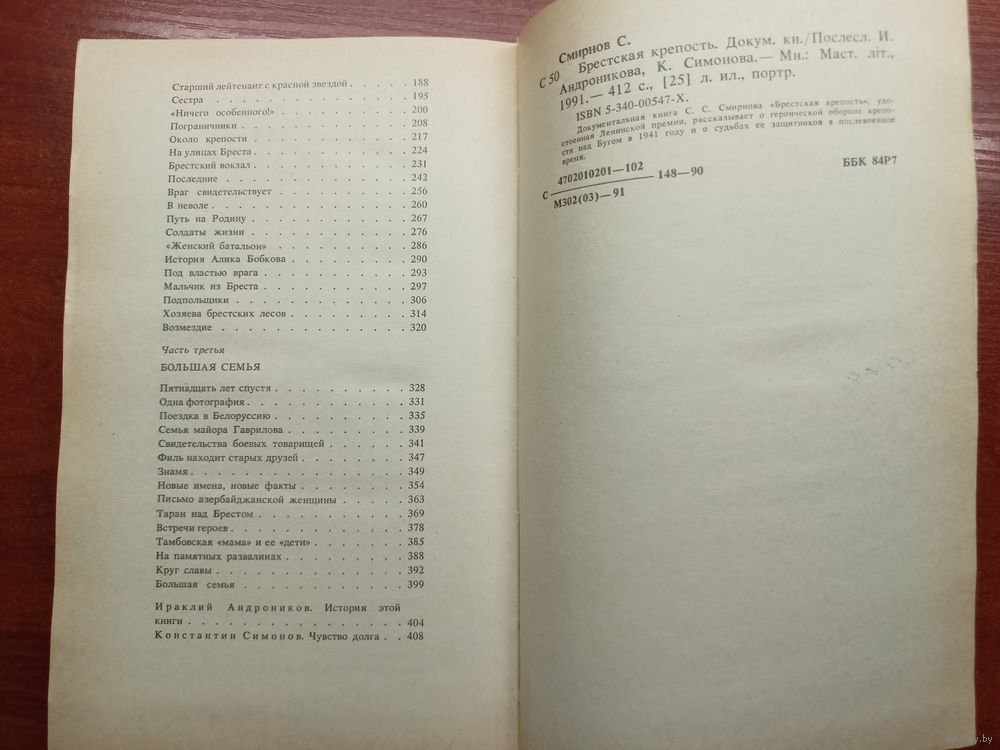 Старший лейтенант с красной звездой . . . . . 188
Сестра . . . . . . . . . . . . 195
«Ничего особенного!» . . . . . . . . . 200
Пограничники . . . . . . . . . . . 208
Около крепости . . . . . . . . . . 217
На улицах Бреста . . . . . . . . . . 224
Брестский вокзал . . . . . . . . . . 231
Последние . . . . . . . . . . . 242
Враг свидетельствует . . . . . . . . . 256
В неволе . . . . . . . . . . . . 260
Путь на Родину . . . . . . . . . . 267
Солдаты жизни . . . . . . . . . . 276
«Женский батальон» . . . . . . . . . 286
История Алика Бобкова . . . . . . . . 290
Под властью врага . . . . . . . . . . 293
Мальчик из Бреста . . . . . . . . . . 297
Подпольщики . . . . . . . . . . . 306
Хозяева брестских лесов . . . . . . . . 314
Возмездие . . . . . . . . . . . 320
Часть третья
БОЛЬШАЯ СЕМЬЯ
Пятнадцать лет спустя . . . . . . . . . 328
Одна фотография . . . . . . . . . . 331
Поездка в Белоруссию . . . . . . . . . 335
Семья майора Гаврилова . . . . . . . . 339
Свидетельства боевых товарищей . . . . . . 341
Филь находит старых друзей . . . . . . . 347
Знамя . . . . . . . . . . . . . 349
Новые имена, новые факты . . . . . . . 354
Письмо азербайджанской женщины . . . . . 363
Таран над Брестом . . . . . . . . . . 369
Встречи героев . . . . . . . . . . . 378
Тамбовская «мама» и ее «дети» . . . . . . . 385
На памятных развалинах . . . . . . . . 388
Круг славы . . . . . . . . . . . . 392
Большая семья . . . . . . . . . . . 399
Ираклий Андроников. История этой
книги . . . . . . . . . . . . . . 404
Константин Симонов. Чувство долга . . 408
Смирнов С.
С 50 Брестская крепость. Докум. кн./Послесл. И.
Андроникова, К. Симонова.— Мн.: Маст. літ.,
1991.— 412 с., [25] л. ил., портр.
ISBN 5-340-00547-X.
Документальная книга С. С. Смирнова «Брестская крепость», удо-
стоенная Ленинской премии, рассказывает о героической обороне крепо-
сти над Бугом в 1941 году и о судьбах ее защитников в послевоенное
время.
С 4702010201—102
М302(03)—91 148—90 ББК 84Р7